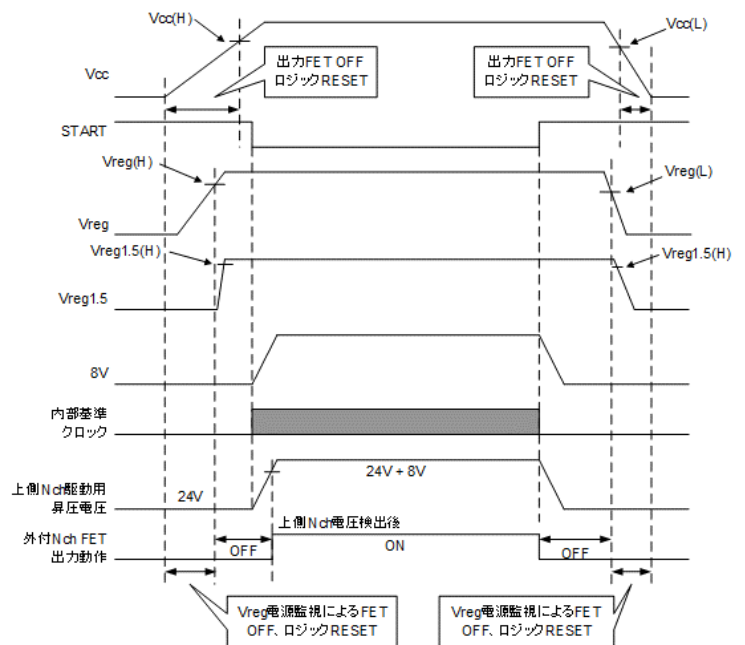 Vcc(H)
Vcc(L)
出力FET OFF
ロジックRESET
出力FET OFF
ロジックRESET
Vcc
START
Vreg(H)
Vreg(L)
Vreg
Vreg1.5(H)
Vreg1.5(H)
Vreg1.5
8V
内部基準
クロック
上側Nch駆動用
昇圧電圧
24V
24V + 8V
上側Nch電圧検出後
外付Nch FET
出力動作
OFF
ON
OFF
Vreg電源監視によるFET
OFF、ロジックRESET
Vreg電源監視によるFET
OFF、ロジックRESET